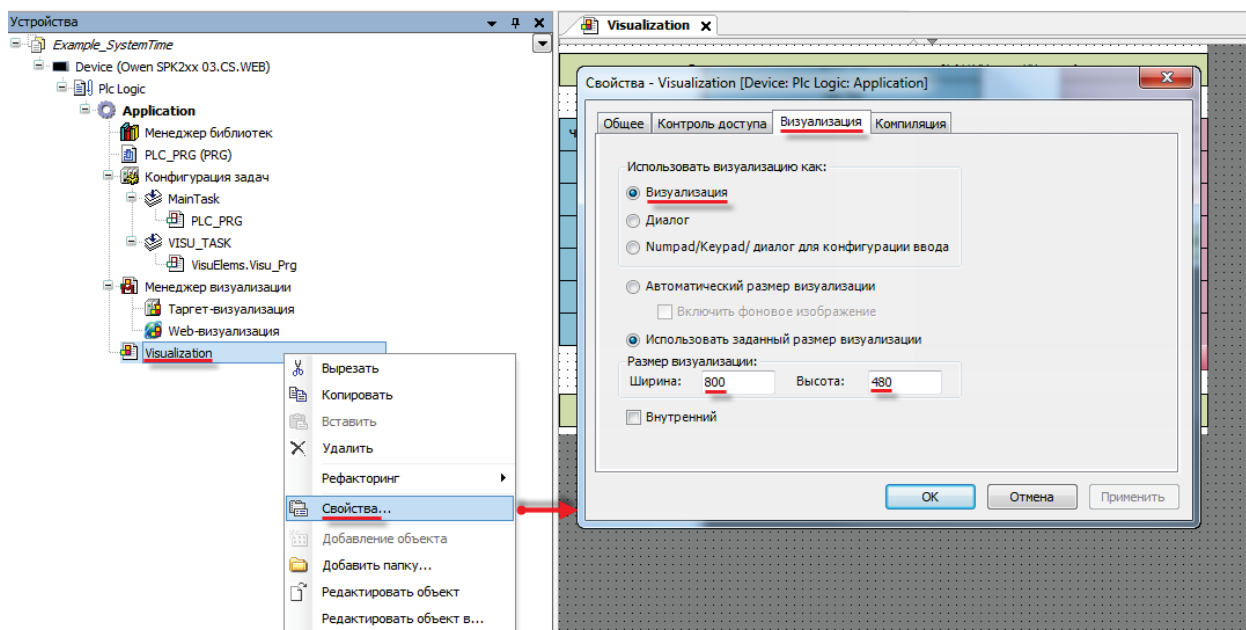 Устройства
Example_SystemTime
Device (Owen SPK2xx 03.CS.WEB)
Plc Logic
Application
Менеджер библиотек
PLC_PRG (PRG)
Конфигурация задач
MainTask
PLC_PRG
VISU_TASK
VisuElems.Visu_Prg
Менеджер визуализации
Таргет-визуализация
Web-визуализация
Visualization
Вырезать
Копировать
Вставить
Удалить
Рефакторинг
Свойства...
Добавление объекта
Добавить папку...
Редактировать объект
Редактировать объект в...
Visualization
Свойства - Visualization [Device: Plc Logic: Application]
Общее Контроль доступа Визуализация Компиляция
Использовать визуализацию как:
Визуализация
Диалог
Numpad/Keypad/ диалог для конфигурации ввода
Автоматический размер визуализации
Включить фоновое изображение
Использовать заданный размер визуализации
Размер визуализации:
Ширина: 800 Высота: 480
Внутренний
OK Отмена Применить